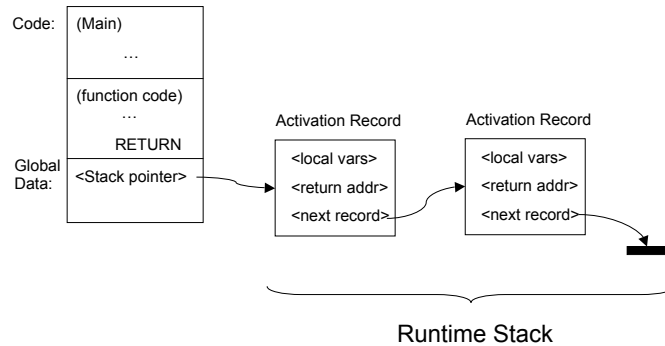 Code:
(Main)
…
(function code)
…
RETURN
Global
Data:
<Stack pointer>
Activation Record
<local vars>
<return addr>
<next record>
Activation Record
<local vars>
<return addr>
<next record>
Runtime Stack